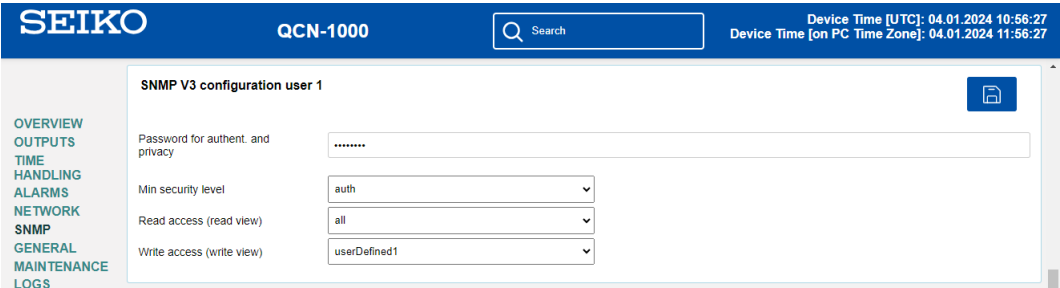 SEIKO
QCN-1000
Search
Device Time [UTC]: 04.01.2024 10:56:27
Device Time [on PC Time Zone]: 04.01.2024 11:56:27
OVERVIEW
OUTPUTS
TIME
HANDLING
ALARMS
NETWORK
SNMP
GENERAL
MAINTENANCE
LOGS
SNMP V3 configuration user 1
Password for authent. and
privacy
••••••••
Min security level
auth
Read access (read view)
all
Write access (write view)
userDefined1